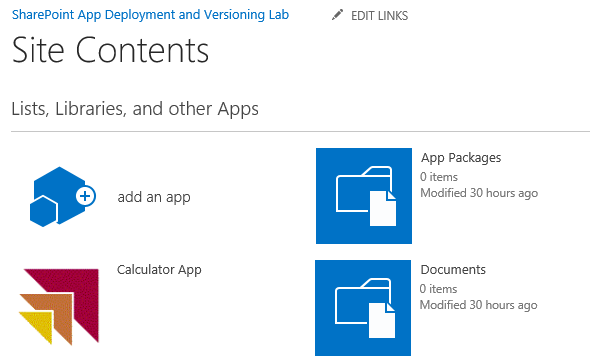 SharePoint App Deployment and Versioning Lab
EDIT LINKS
Site Contents
Lists, Libraries, and other Apps
add an app
App Packages
0 items
Modified 30 hours ago
Calculator App
Documents
0 items
Modified 30 hours ago